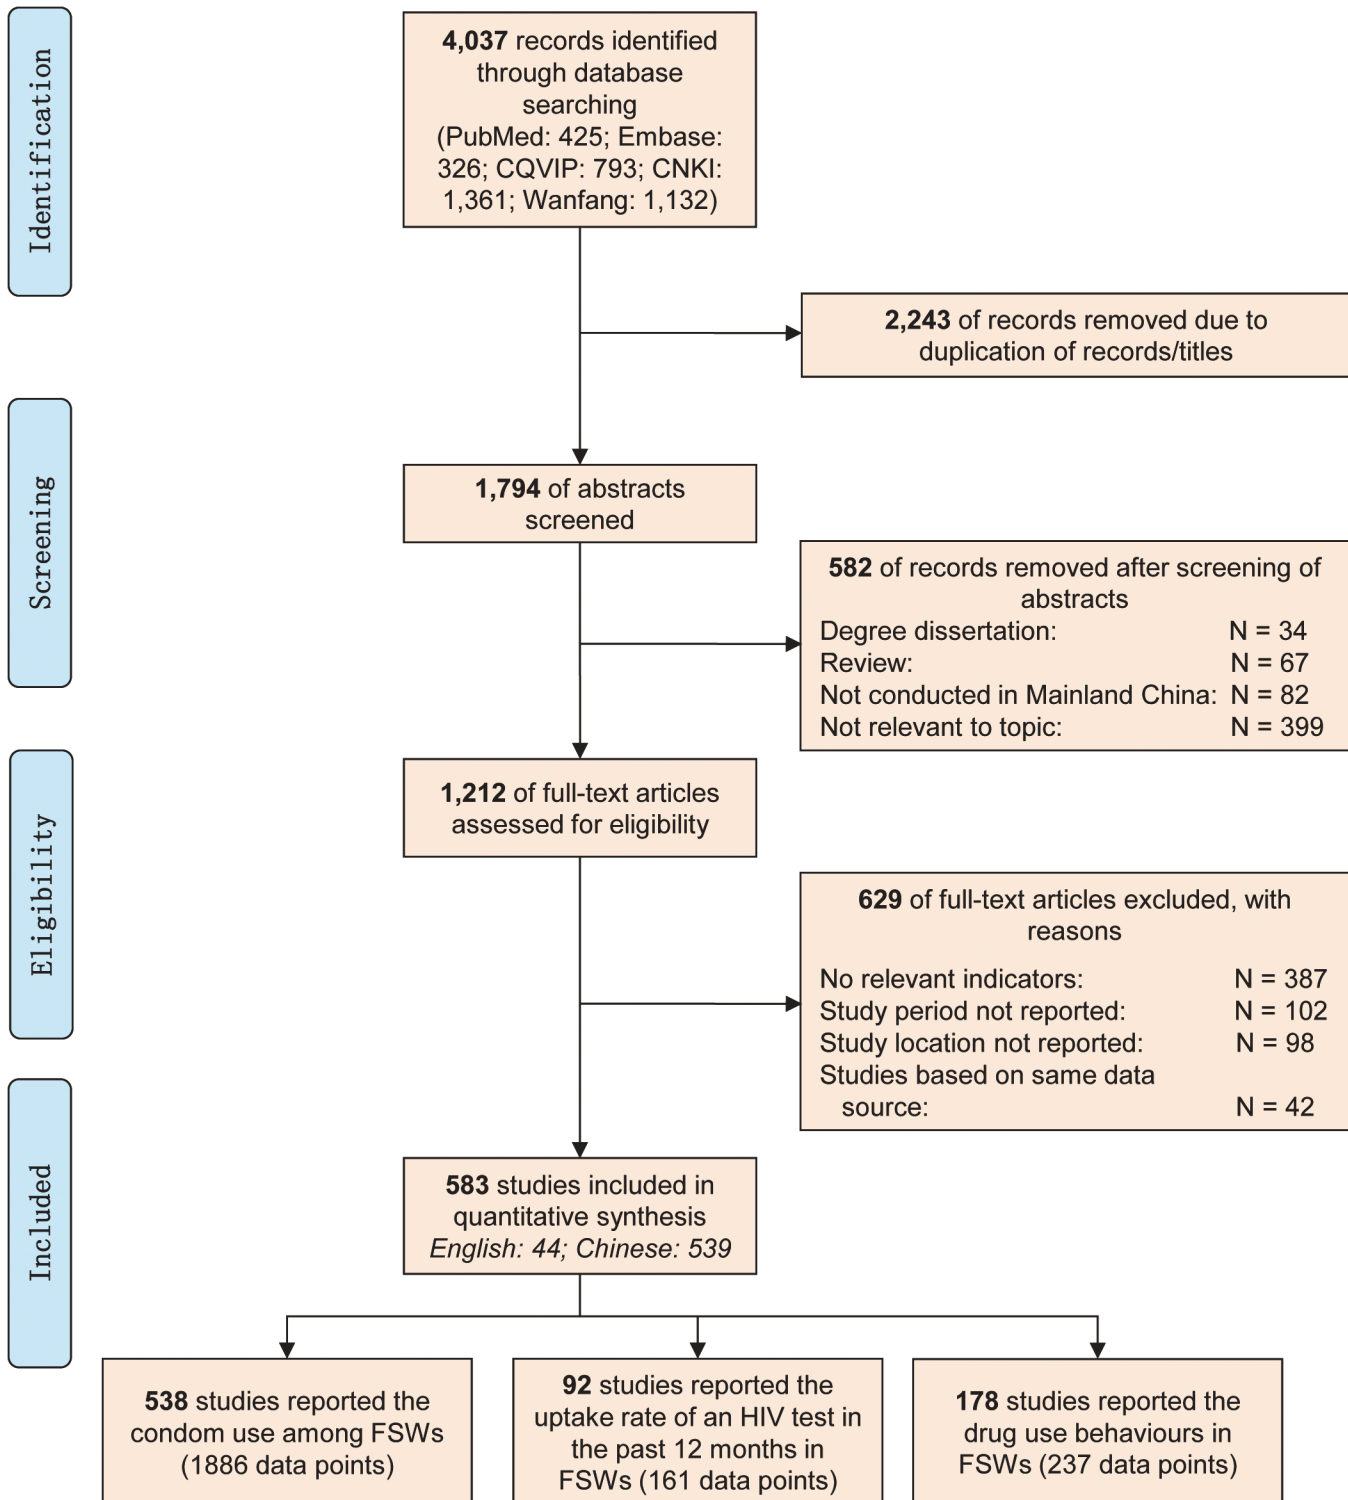 Identification
4,037 records identified
through database
searching
(PubMed: 425; Embase:
326; CQVIP: 793; CNKI:
1,361; Wanfang: 1,132)
2,243 of records removed due to
duplication of records/titles
Screening
1,794 of abstracts
screened
582 of records removed after screening of
abstracts
Degree dissertation: N = 34
Review: N = 67
Not conducted in Mainland China: N = 82
Not relevant to topic: N = 399
Eligibility
1,212 of full-text articles
assessed for eligibility
629 of full-text articles excluded, with
reasons
No relevant indicators: N = 387
Study period not reported: N = 102
Study location not reported: N = 98
Studies based on same data
source: N = 42
Included
583 studies included in
quantitative synthesis
English: 44; Chinese: 539
538 studies reported the
condom use among FSWs
(1886 data points)
92 studies reported the
uptake rate of an HIV test in
the past 12 months in
FSWs (161 data points)
178 studies reported the
drug use behaviours in
FSWs (237 data points)